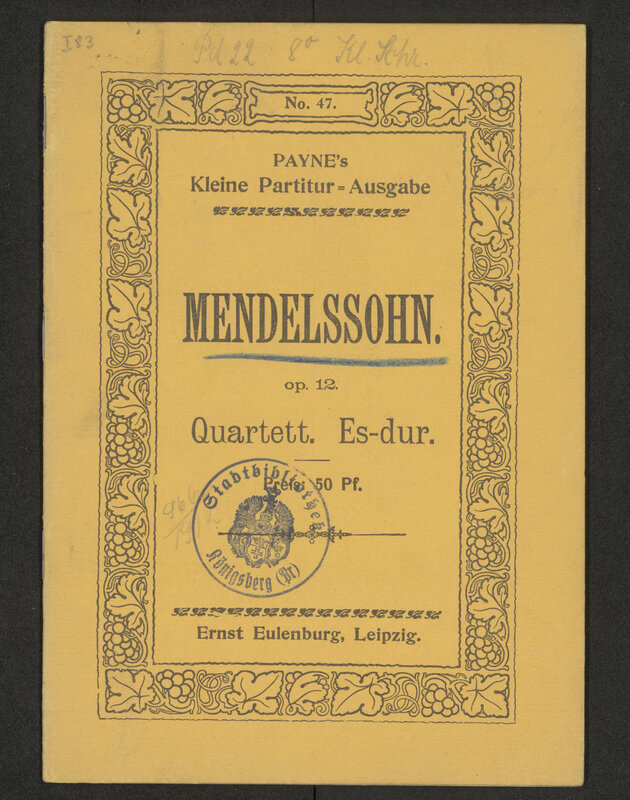 I83
Pd 22 8° Kl. Schr.
No. 47.
PAYNE's
Kleine Partitur=Ausgabe
MENDELSSOHN.
op. 12.
Quartett. Es-dur.
Preis: 50 Pf.
Stadtbibliothek
Königsberg (Pr)
Ernst Eulenburg, Leipzig.